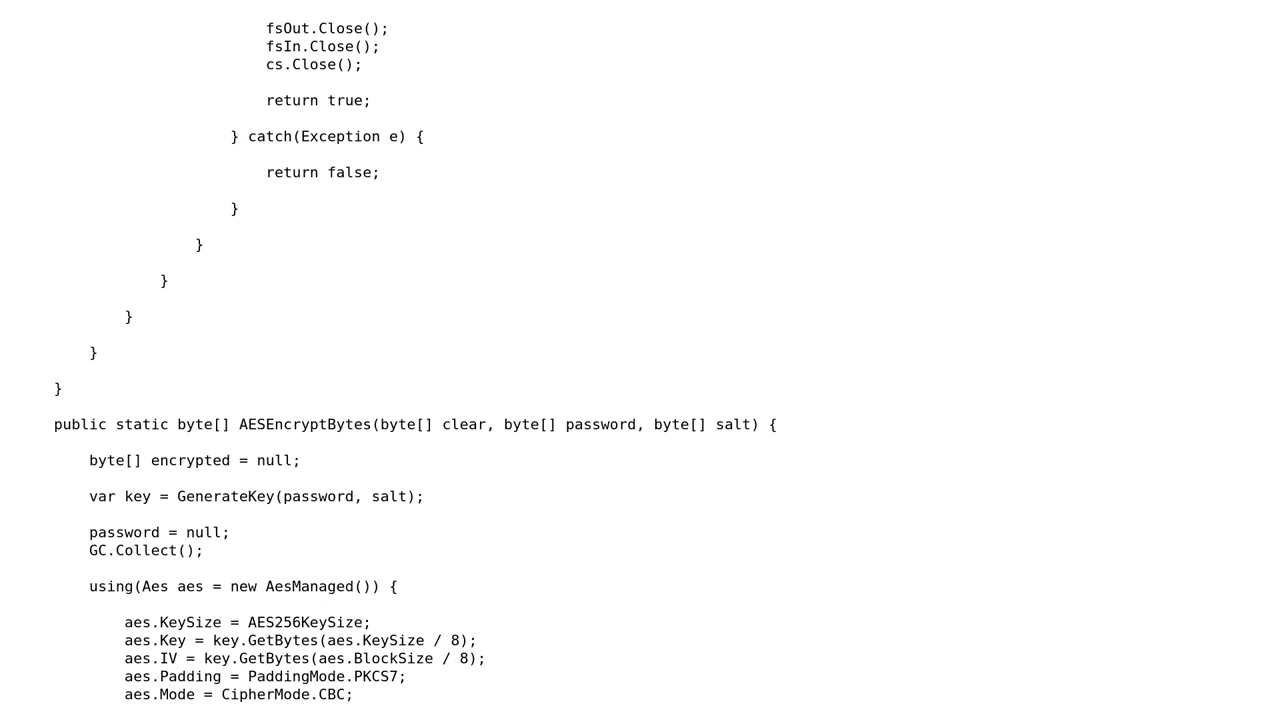 fsOut.Close();
fsIn.Close();
cs.Close();
return true;
} catch(Exception e) {
return false;
}
}
}
}
}
}
public static byte[] AESEncryptBytes(byte[] clear, byte[] password, byte[] salt) {
byte[] encrypted = null;
var key = GenerateKey(password, salt);
password = null;
GC.Collect();
using(Aes aes = new AesManaged()) {
aes.KeySize = AES256KeySize;
aes.Key = key.GetBytes(aes.KeySize / 8);
aes.IV = key.GetBytes(aes.BlockSize / 8);
aes.Padding = PaddingMode.PKCS7;
aes.Mode = CipherMode.CBC;